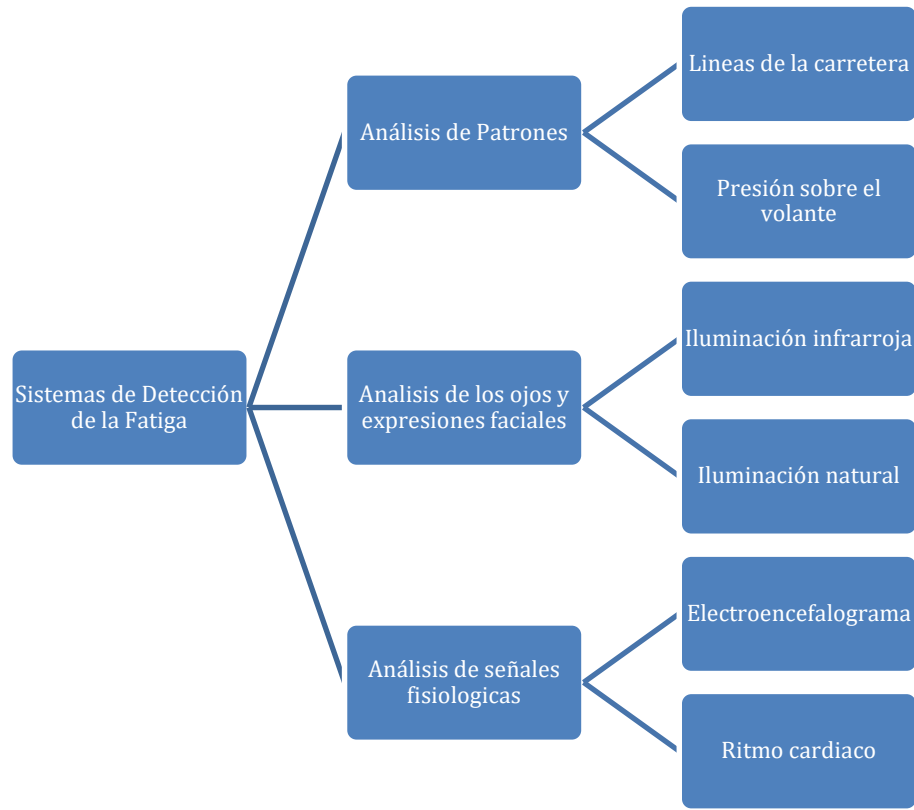 Lineas de la carretera
Análisis de Patrones
Presión sobre el
volante
Iluminación infrarroja
Sistemas de Detección
de la Fatiga
Analisis de los ojos y
expresiones faciales
Iluminación natural
Electroencefalograma
Análisis de señales
fisiologicas
Ritmo cardiaco